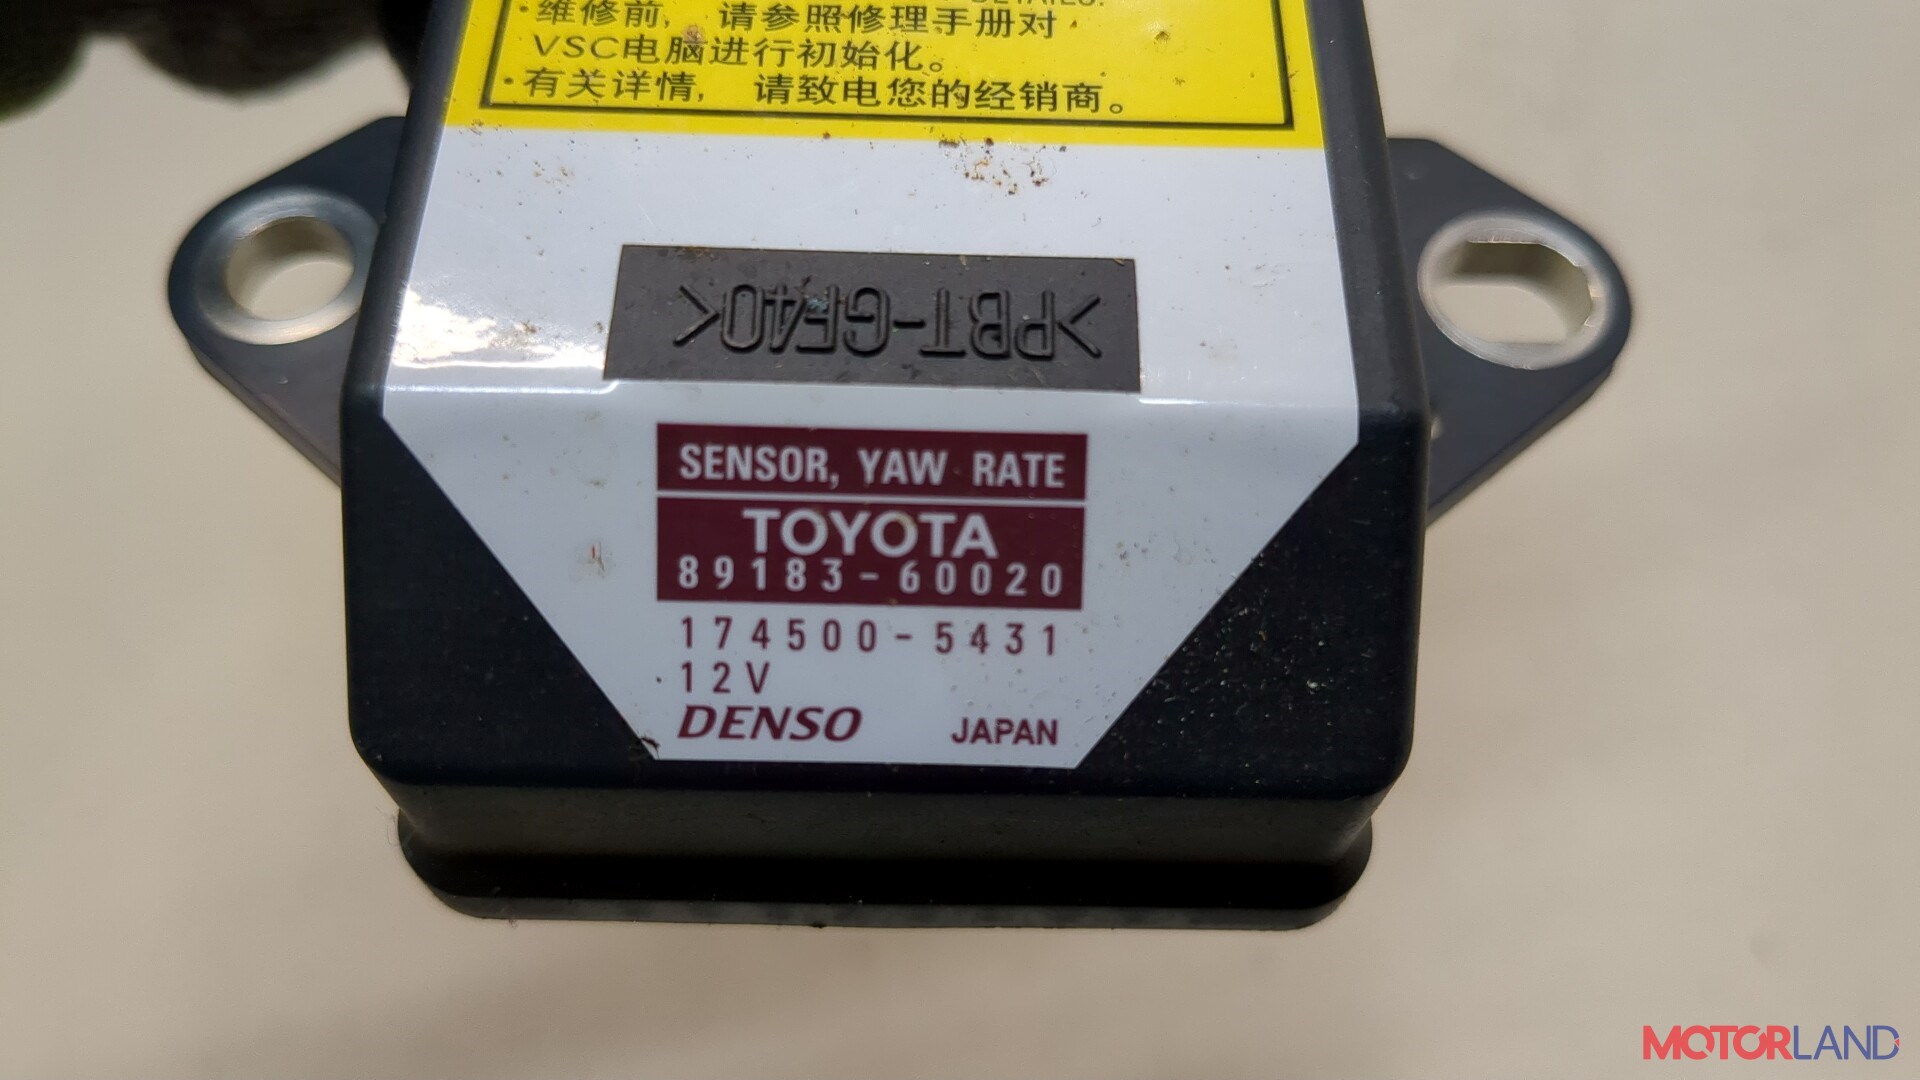 DETAILS.
·维修前, 请参照修理手册对
VSC电脑进行初始化。
·有关详情, 请致电您的经销商。
>PBT-GF40<
SENSOR, YAW RATE
TOYOTA
89183-60020
174500-5431
12V
DENSO JAPAN
MOTORLAND